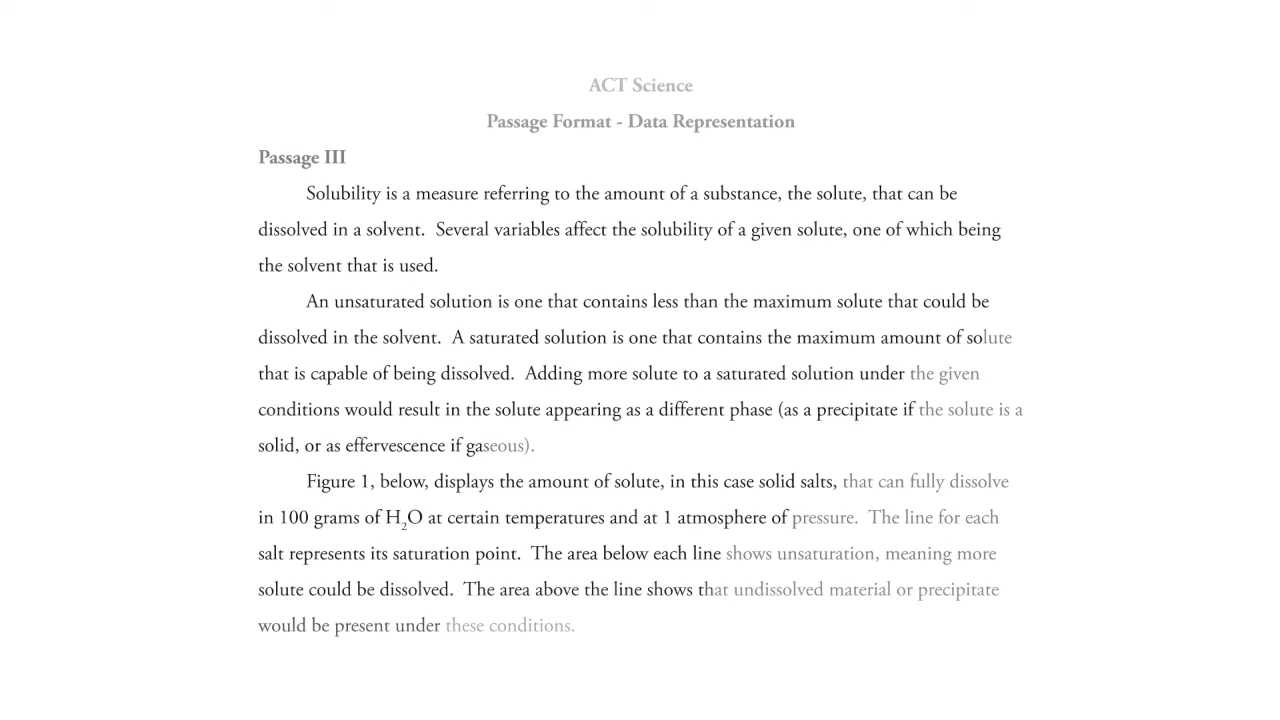 ACT Science
Passage Format - Data Representation
Passage III
Solubility is a measure referring to the amount of a substance, the solute, that can be
dissolved in a solvent.  Several variables affect the solubility of a given solute, one of which being
the solvent that is used.
An unsaturated solution is one that contains less than the maximum solute that could be
dissolved in the solvent.  A saturated solution is one that contains the maximum amount of solute
that is capable of being dissolved.  Adding more solute to a saturated solution under the given
conditions would result in the solute appearing as a different phase (as a precipitate if the solute is a
solid, or as effervescence if gaseous).
Figure 1, below, displays the amount of solute, in this case solid salts, that can fully dissolve
in 100 grams of H₂O at certain temperatures and at 1 atmosphere of pressure.  The line for each
salt represents its saturation point.  The area below each line shows unsaturation, meaning more
solute could be dissolved.  The area above the line shows that undissolved material or precipitate
would be present under these conditions.